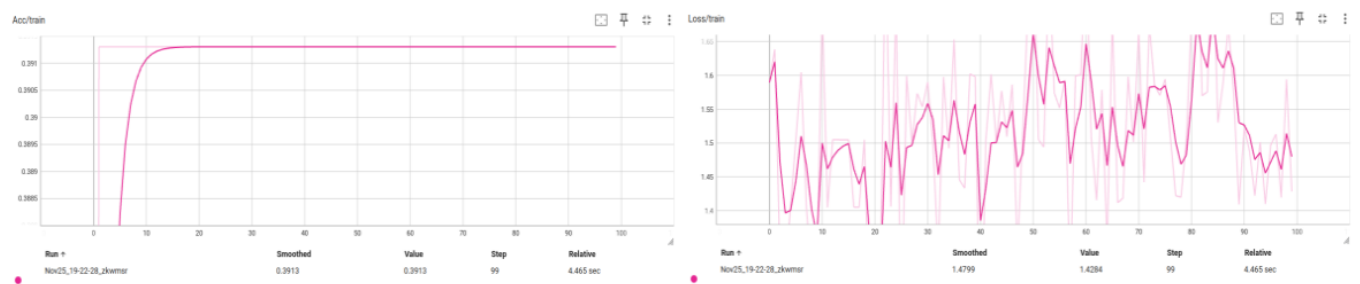 Acc/train
0.391
0.3905
0.39
0.3895
0.389
0.3885
0 10 20 30 40 50 60 70 80 90 100
Run ↑ Smoothed Value Step Relative
Nov25_19-22-28_zkwmsr 0.3913 0.3913 99 4.465 sec
Loss/train
1.65
1.6
1.55
1.5
1.45
1.4
0 10 20 30 40 50 60 70 80 90 100
Run ↑ Smoothed Value Step Relative
Nov25_19-22-28_zkwmsr 1.4799 1.4284 99 4.465 sec